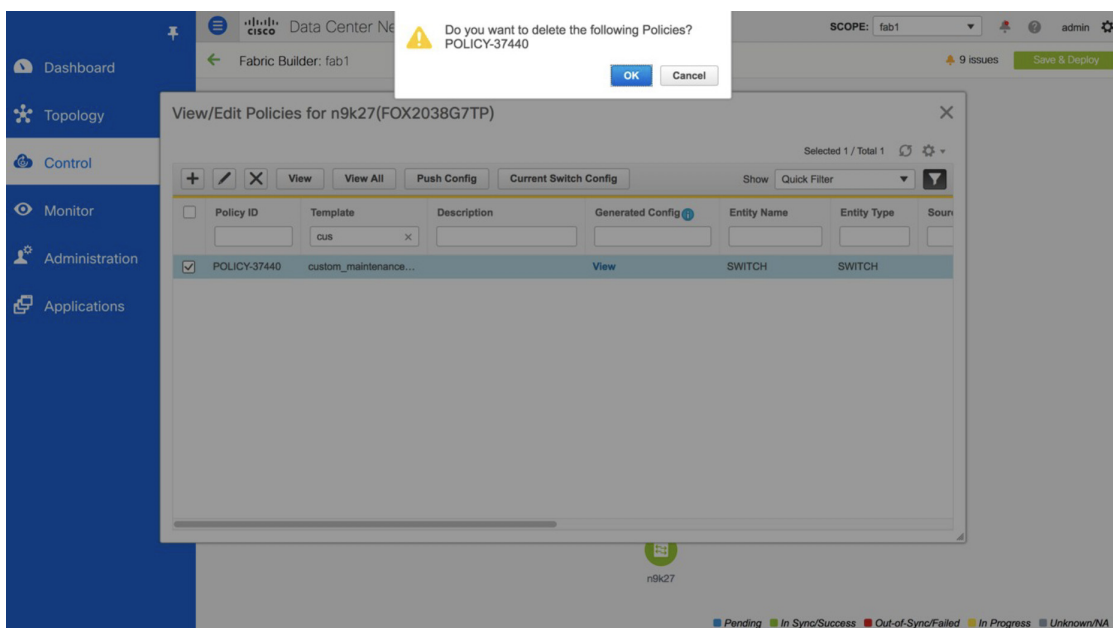 cisco Data Center Ne
Do you want to delete the following Policies?
POLICY-37440
OK Cancel
SCOPE: fab1 admin
Fabric Builder: fab1
9 issues Save & Deploy
Dashboard
Topology
Control
Monitor
Administration
Applications
View/Edit Policies for n9k27(FOX2038G7TP)
Selected 1 / Total 1
View View All Push Config Current Switch Config Show Quick Filter
Policy ID Template Description Generated Config Entity Name Entity Type Sour
cus
POLICY-37440 custom_maintenance... View SWITCH SWITCH
n9k27
Pending In Sync/Success Out-of-Sync/Failed In Progress Unknown/NA